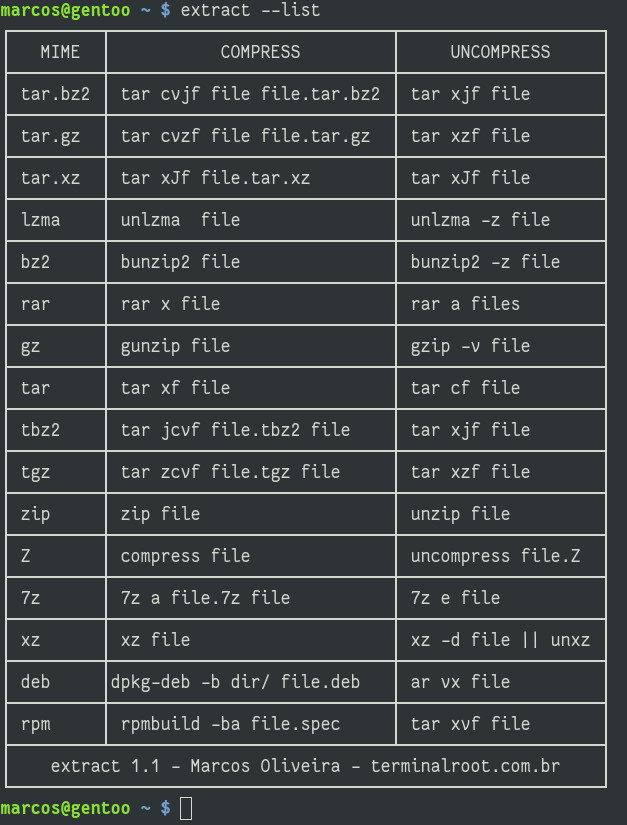 marcos@gentoo ~ $ extract --list
MIME COMPRESS UNCOMPRESS
tar.bz2 tar cvjf file file.tar.bz2 tar xjf file
tar.gz tar cvzf file file.tar.gz tar xzf file
tar.xz tar xJf file.tar.xz tar xJf file
lzma unlzma  file unlzma -z file
bz2 bunzip2 file bunzip2 -z file
rar rar x file rar a files
gz gunzip file gzip -v file
tar tar xf file tar cf file
tbz2 tar jcvf file.tbz2 file tar xjf file
tgz tar zcvf file.tgz file tar xzf file
zip zip file unzip file
Z compress file uncompress file.Z
7z 7z a file.7z file 7z e file
xz xz file xz -d file || unxz
deb dpkg-deb -b dir/ file.deb ar vx file
rpm rpmbuild -ba file.spec tar xvf file
extract 1.1 - Marcos Oliveira - terminalroot.com.br
marcos@gentoo ~ $